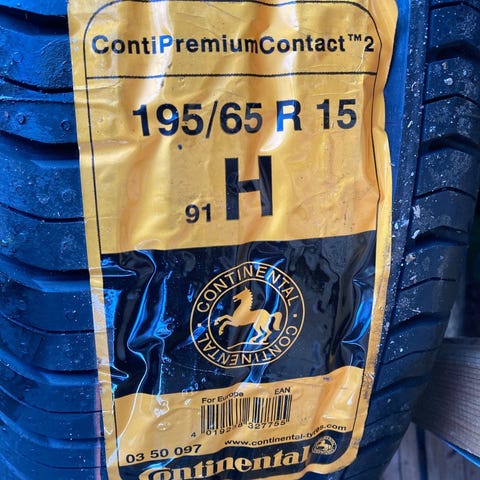 ContiPremiumContact™2
195/65 R 15
91 H
CONTINENTAL
CONTINENTAL
For Europe EAN
www.continental-tyres.com
03 50 097
Continental